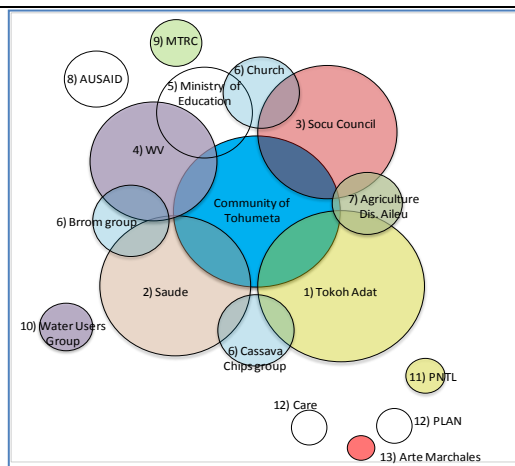 9) MTRC
8) AUSAID
6) Church
5) Ministry of
Education
3) Socu Council
4) WV
7) Agriculture
Dis. Aileu
Community of
Tohumeta
6) Brrom group
2) Saude
1) Tokoh Adat
10) Water Users
Group
6) Cassava
Chips group
11) PNTL
12) Care
12) PLAN
13) Arte Marchales